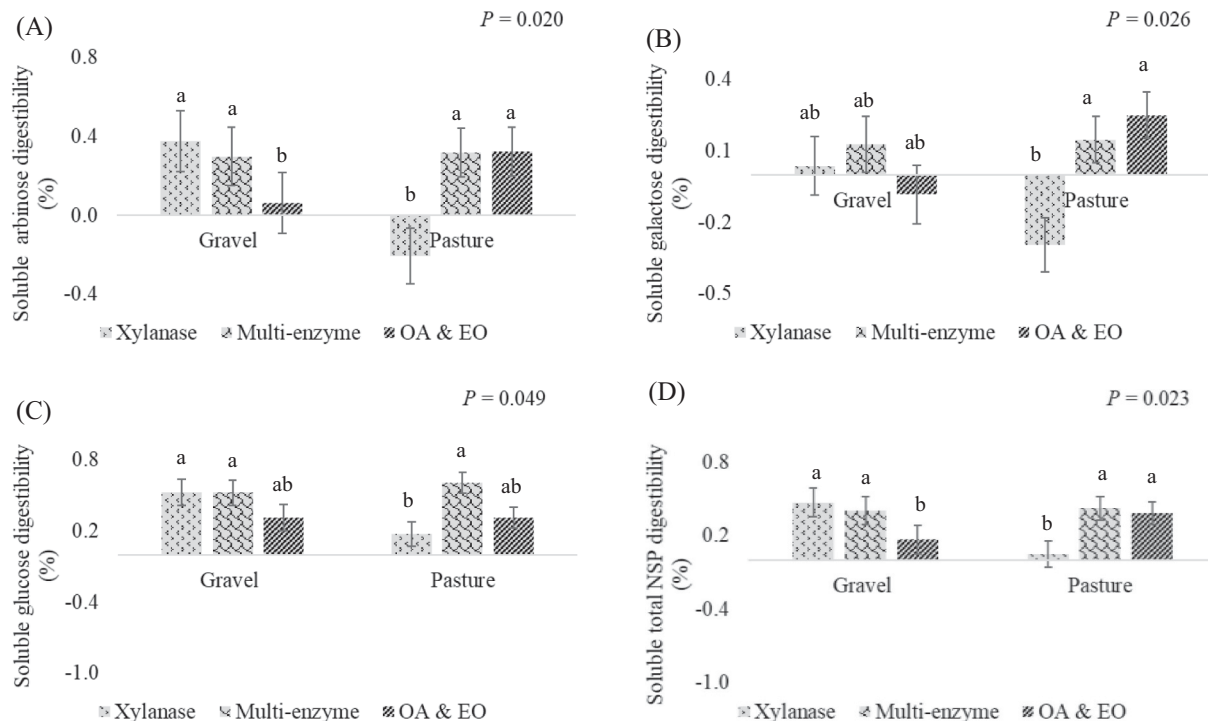 (A)
P = 0.020
Soluble arbinose digestibility
(%)
0.8
0.4
0.0
-0.4
a
a
b
b
a
a
Gravel
Pasture
Xylanase
Multi-enzyme
OA & EO
(B)
P = 0.026
Soluble galactose digestibility
(%)
0.4
0.1
-0.2
-0.5
ab
ab
ab
b
a
a
Gravel
Pasture
Xylanase
Multi-enzyme
OA & EO
(C)
P = 0.049
Soluble glucose digestibility
(%)
0.8
0.2
-0.4
-1.0
a
a
ab
b
a
ab
Gravel
Pasture
Xylanase
Multi-enzyme
OA & EO
(D)
P = 0.023
Soluble total NSP digestibility
(%)
0.8
0.2
-0.4
-1.0
a
a
b
b
a
a
Gravel
Pasture
Xylanase
Multi-enzyme
OA & EO